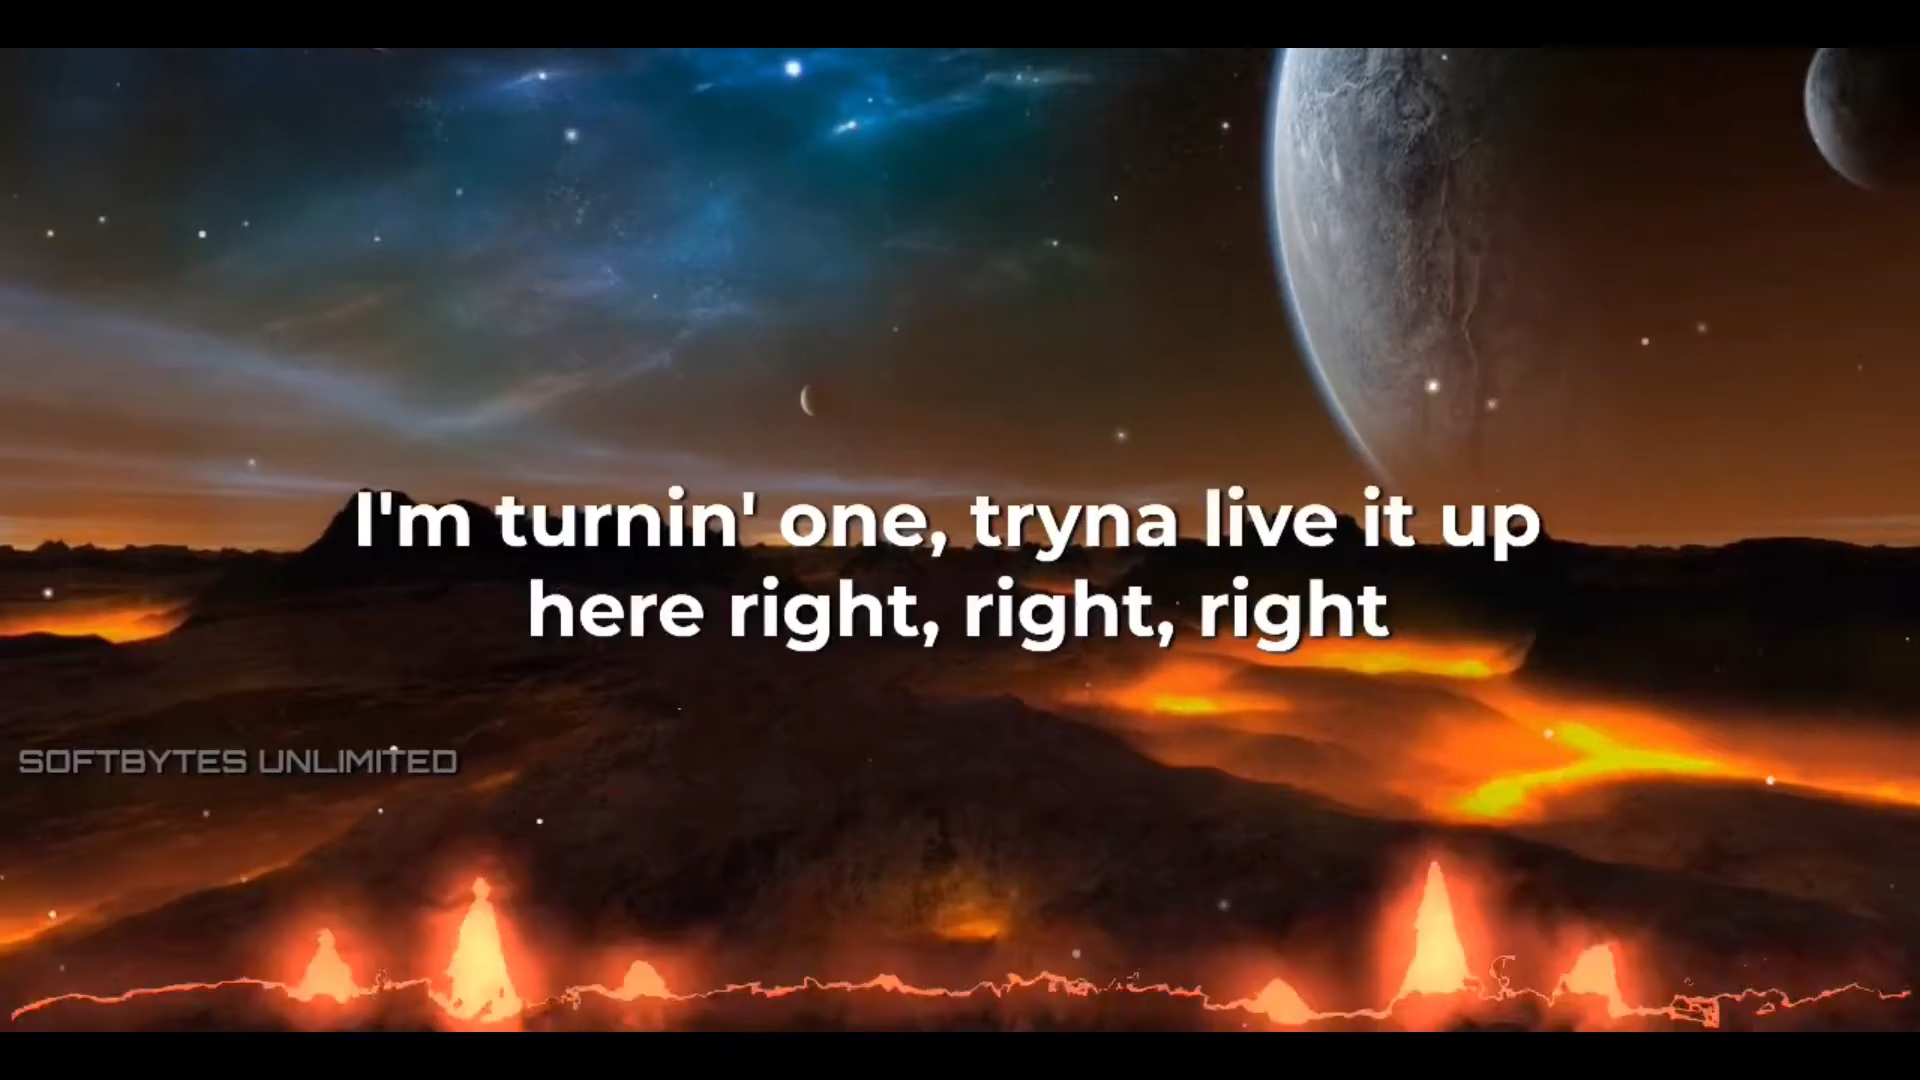 I'm turnin' one, tryna live it up
here right, right, right
SOFTBYTES UNLIMITED